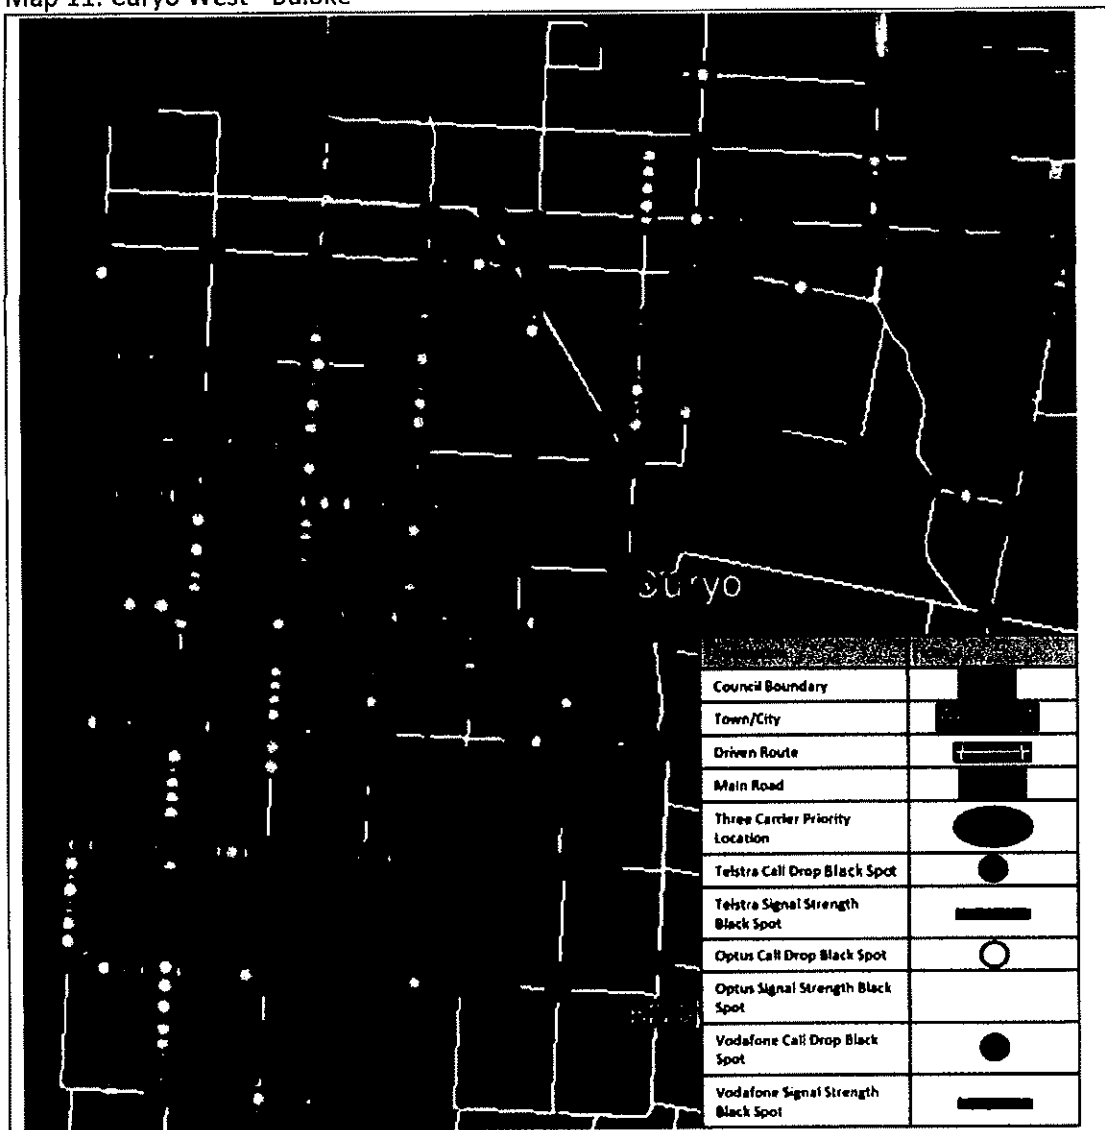 Map 11: Curyo West - Buloke
Curyo
Council Boundary
Town/City
Driven Route
Main Road
Three Carrier Priority
Location
Telstra Call Drop Black Spot
Telstra Signal Strength
Black Spot
Optus Call Drop Black Spot
Optus Signal Strength Black
Spot
Vodafone Call Drop Black
Spot
Vodafone Signal Strength
Black Spot